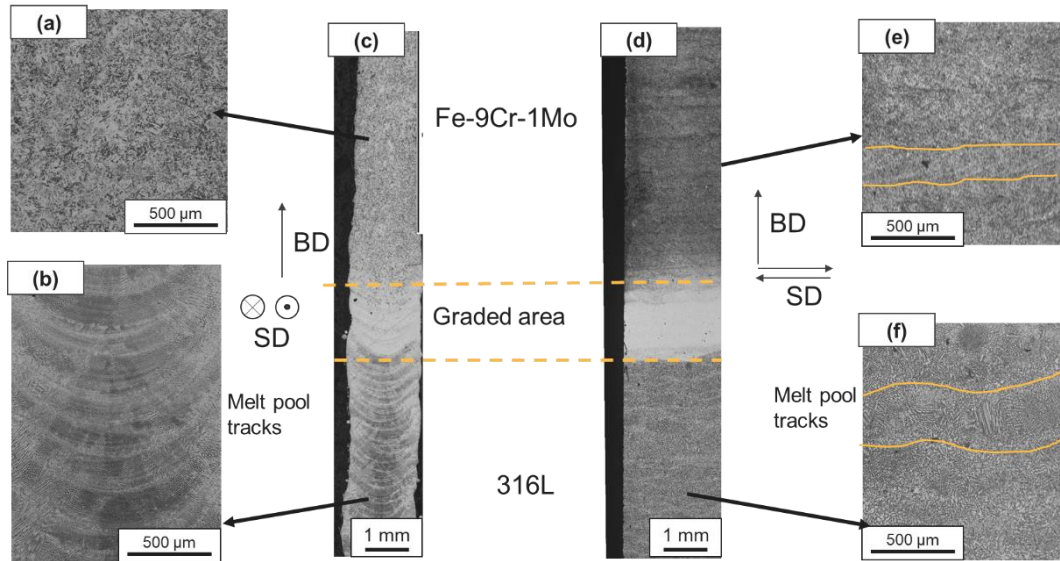 (a)
500 µm
(b)
500 µm
BD
SD
Melt pool
tracks
(c)
1 mm
Fe-9Cr-1Mo
Graded area
316L
(d)
1 mm
BD
SD
(e)
500 µm
(f)
Melt pool
tracks
500 µm